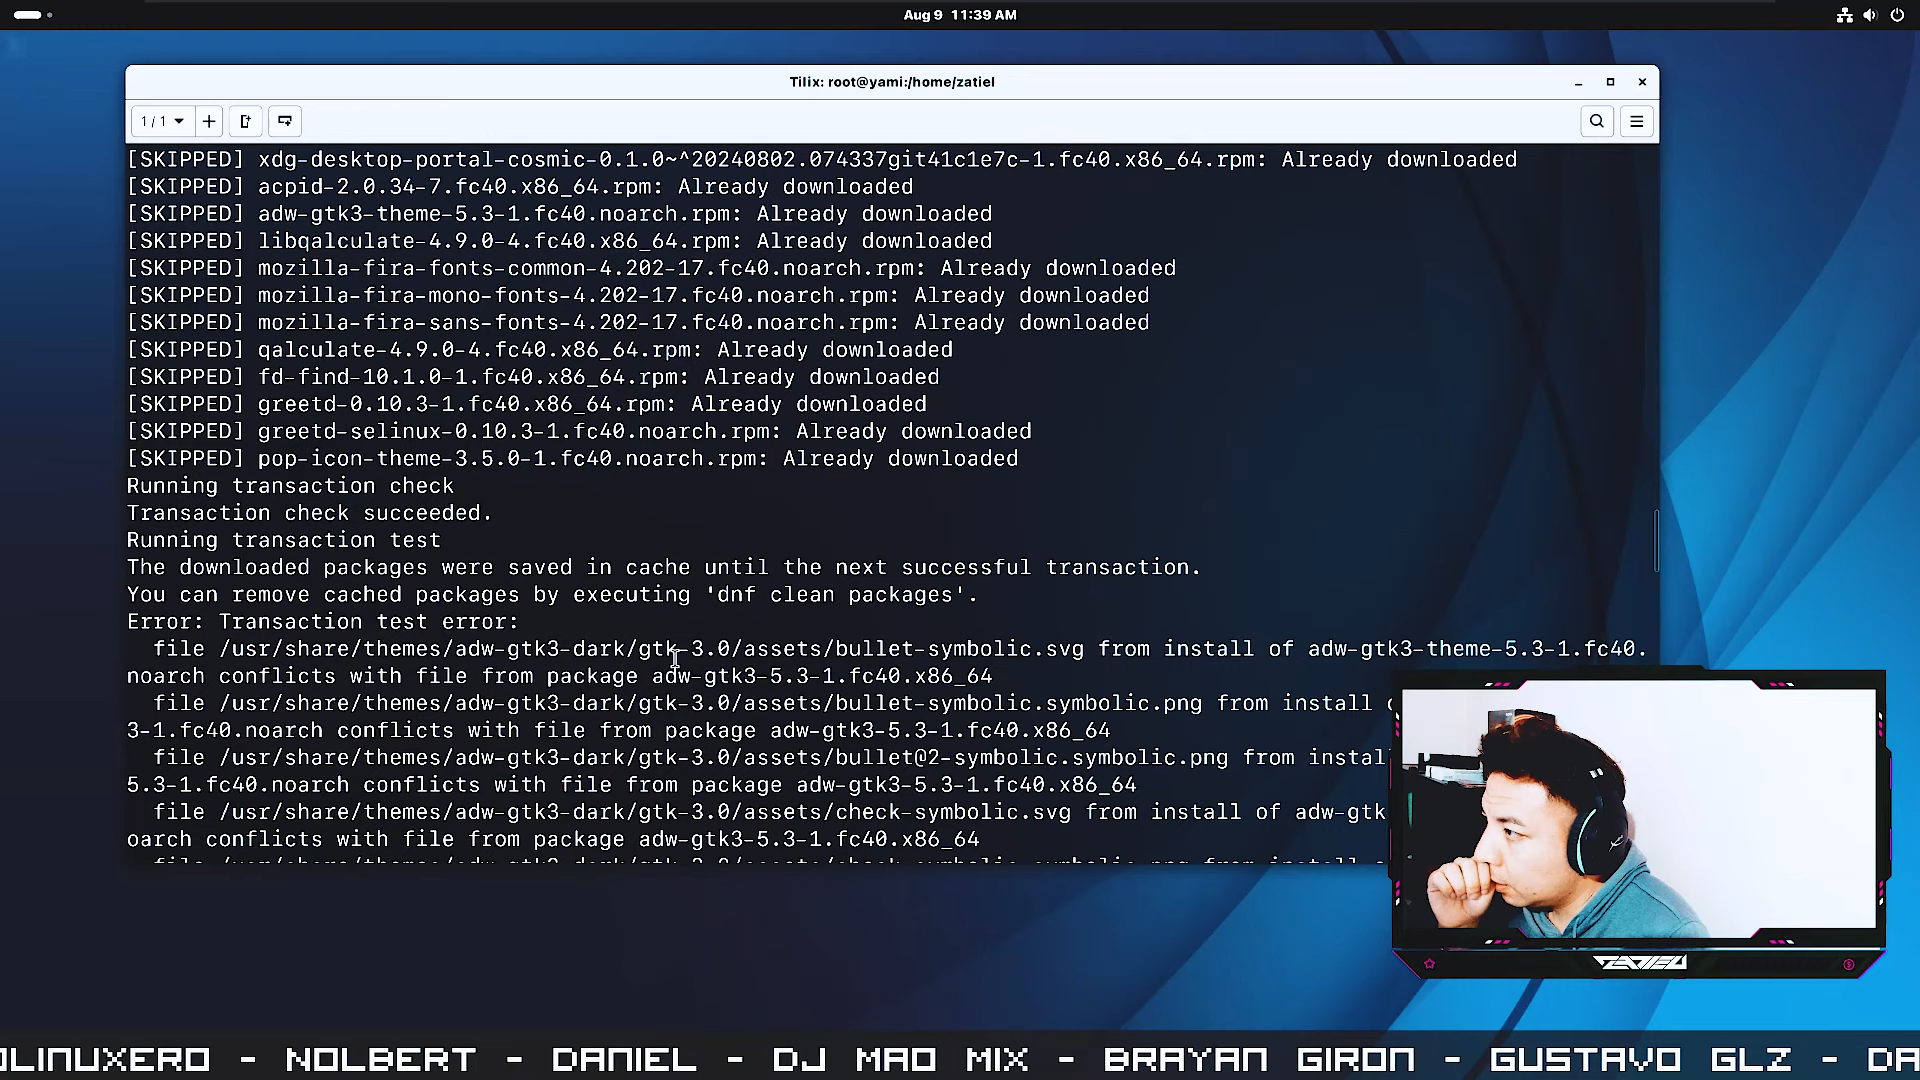 Aug 9 11:39 AM
Tilix: root@yami:/home/zatiel
1 / 1
[SKIPPED] xdg-desktop-portal-cosmic-0.1.0~^20240802.074337git41c1e7c-1.fc40.x86_64.rpm: Already downloaded
[SKIPPED] acpid-2.0.34-7.fc40.x86_64.rpm: Already downloaded
[SKIPPED] adw-gtk3-theme-5.3-1.fc40.noarch.rpm: Already downloaded
[SKIPPED] libqalculate-4.9.0-4.fc40.x86_64.rpm: Already downloaded
[SKIPPED] mozilla-fira-fonts-common-4.202-17.fc40.noarch.rpm: Already downloaded
[SKIPPED] mozilla-fira-mono-fonts-4.202-17.fc40.noarch.rpm: Already downloaded
[SKIPPED] mozilla-fira-sans-fonts-4.202-17.fc40.noarch.rpm: Already downloaded
[SKIPPED] qalculate-4.9.0-4.fc40.x86_64.rpm: Already downloaded
[SKIPPED] fd-find-10.1.0-1.fc40.x86_64.rpm: Already downloaded
[SKIPPED] greetd-0.10.3-1.fc40.x86_64.rpm: Already downloaded
[SKIPPED] greetd-selinux-0.10.3-1.fc40.noarch.rpm: Already downloaded
[SKIPPED] pop-icon-theme-3.5.0-1.fc40.noarch.rpm: Already downloaded
Running transaction check
Transaction check succeeded.
Running transaction test
The downloaded packages were saved in cache until the next successful transaction.
You can remove cached packages by executing 'dnf clean packages'.
Error: Transaction test error:
file /usr/share/themes/adw-gtk3-dark/gtk-3.0/assets/bullet-symbolic.svg from install of adw-gtk3-theme-5.3-1.fc40.
noarch conflicts with file from package adw-gtk3-5.3-1.fc40.x86_64
file /usr/share/themes/adw-gtk3-dark/gtk-3.0/assets/bullet-symbolic.symbolic.png from install
3-1.fc40.noarch conflicts with file from package adw-gtk3-5.3-1.fc40.x86_64
file /usr/share/themes/adw-gtk3-dark/gtk-3.0/assets/bullet@2-symbolic.symbolic.png from instal
5.3-1.fc40.noarch conflicts with file from package adw-gtk3-5.3-1.fc40.x86_64
file /usr/share/themes/adw-gtk3-dark/gtk-3.0/assets/check-symbolic.svg from install of adw-gtk
oarch conflicts with file from package adw-gtk3-5.3-1.fc40.x86_64
OLINUXERO - NOLBERT - DANIEL - DJ MAO MIX - BRAYAN GIRON - GUSTAVO GLZ - DA